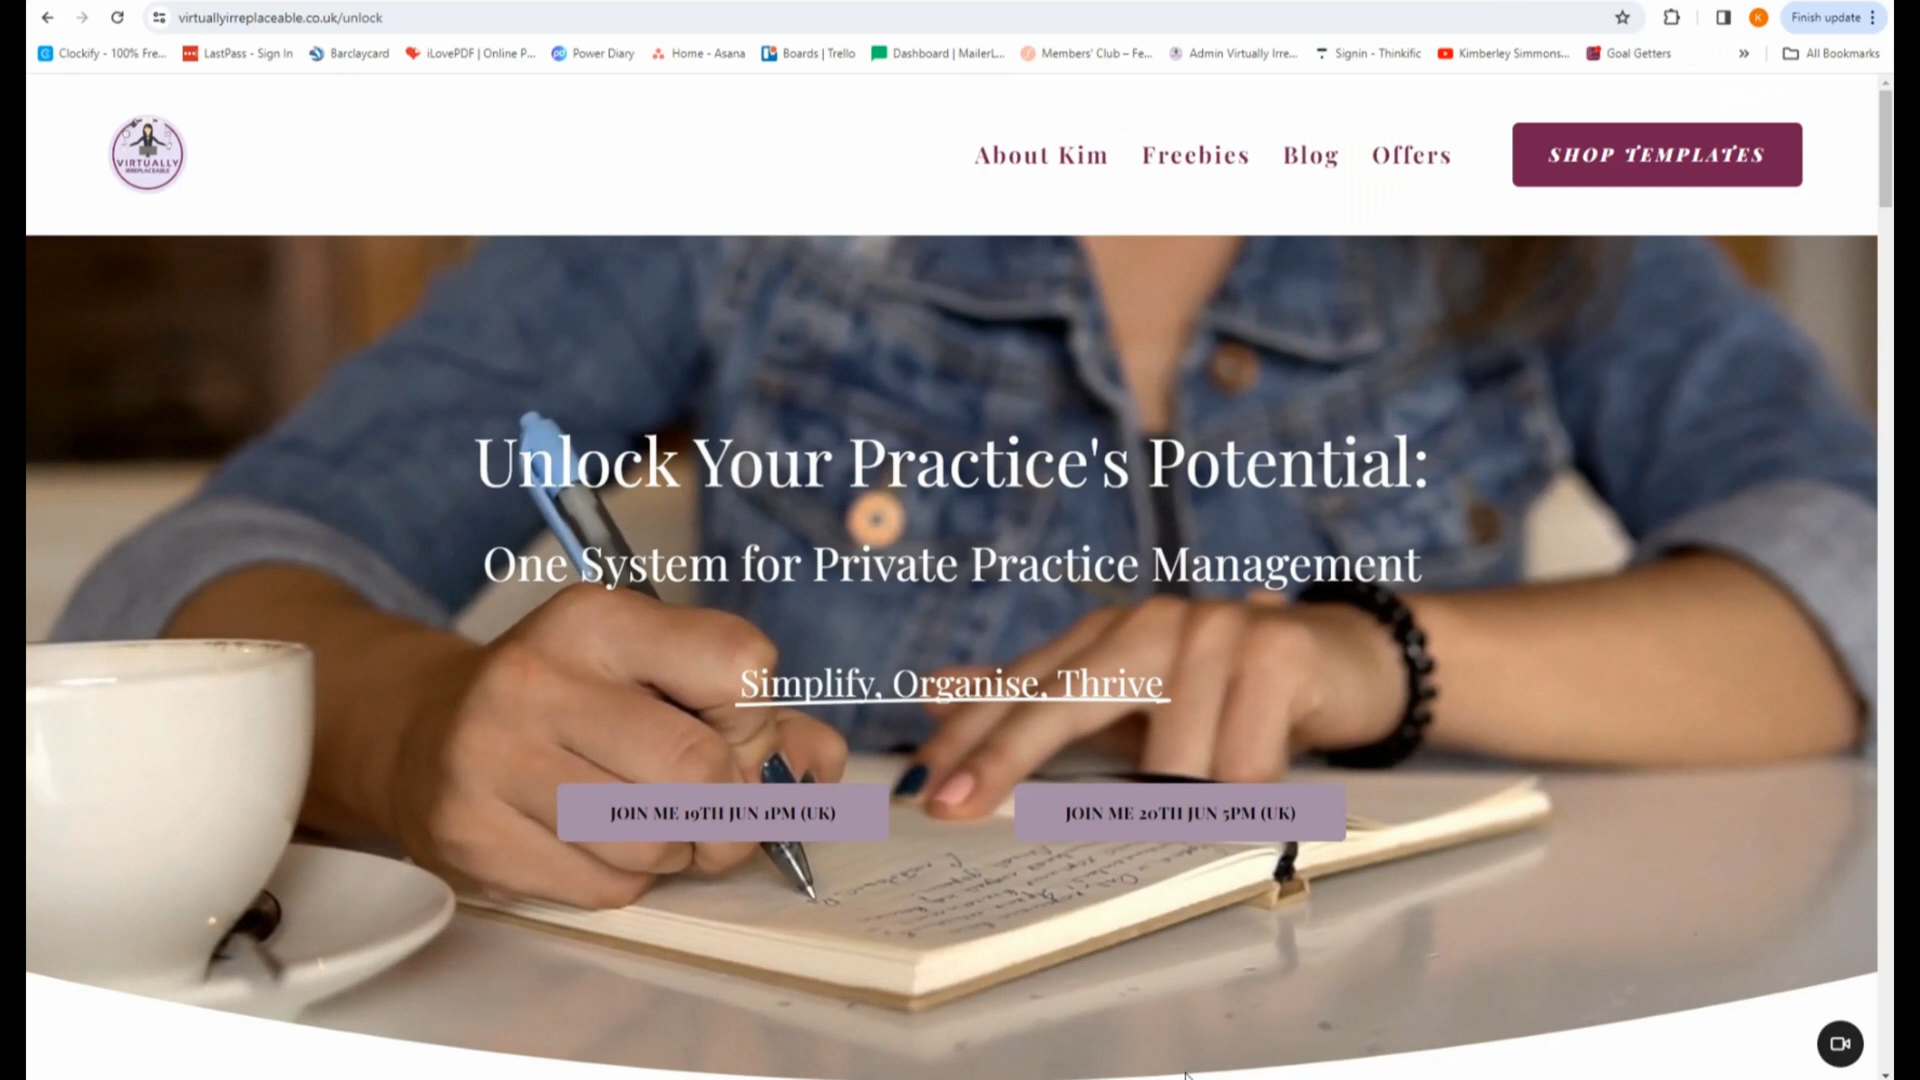 virtuallyirreplaceable.co.uk/unlock
K
Finish update
Clockify - 100% Fre...
LastPass - Sign In
Barclaycard
iLovePDF | Online P...
pd
Power Diary
Home - Asana
Boards | Trello
Dashboard | MailerL...
Members' Club – Fe...
Admin Virtually Irre...
Signin - Thinkific
Kimberley Simmons...
Goal Getters
»
All Bookmarks
VIRTUALLY
IRREPLACEABLE
About Kim
Freebies
Blog
Offers
SHOP TEMPLATES
Unlock Your Practice's Potential:
One System for Private Practice Management
Simplify, Organise, Thrive
JOIN ME 19TH JUN 1PM (UK)
JOIN ME 20TH JUN 5PM (UK)